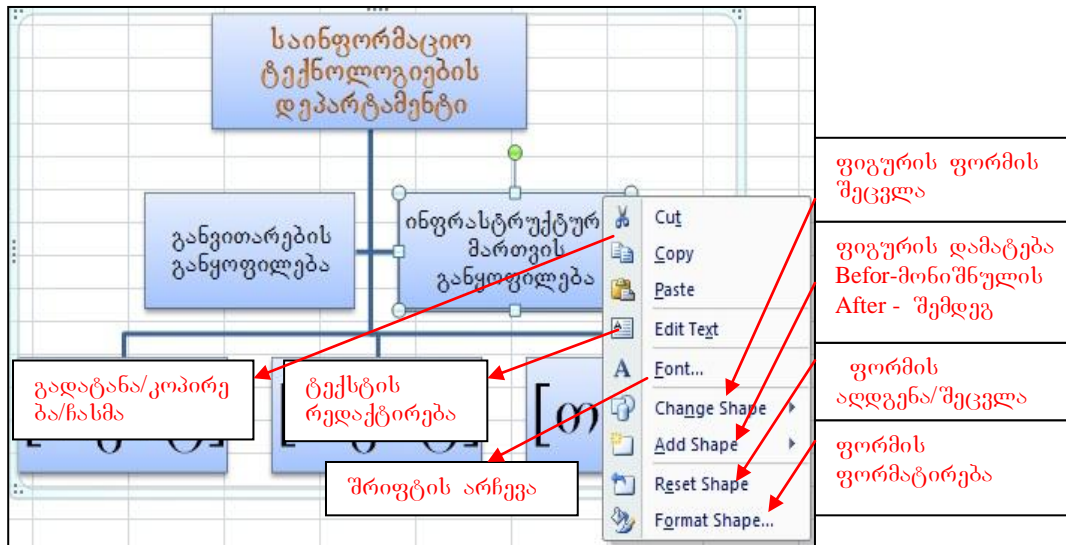 საინფორმაციო
ტექნოლოგიების
დეპარტამენტი
განვითარების
განყოფილება
ინფრასტრუქტურ
მართვის
განყოფილება
Cut
Copy
Paste
Edit Text
Font...
Change Shape
Add Shape
Reset Shape
Format Shape...
გადატანა/კოპირე
ბა/ჩასმა
ტექსტის
რედაქტირება
შრიფტის არჩევა
ფიგურის ფორმის
შეცვლა
ფიგურის დამატება
Befor-მონიშნულის
After - შემდეგ
ფორმის
აღდგენა/შეცვლა
ფორმის
ფორმატირება